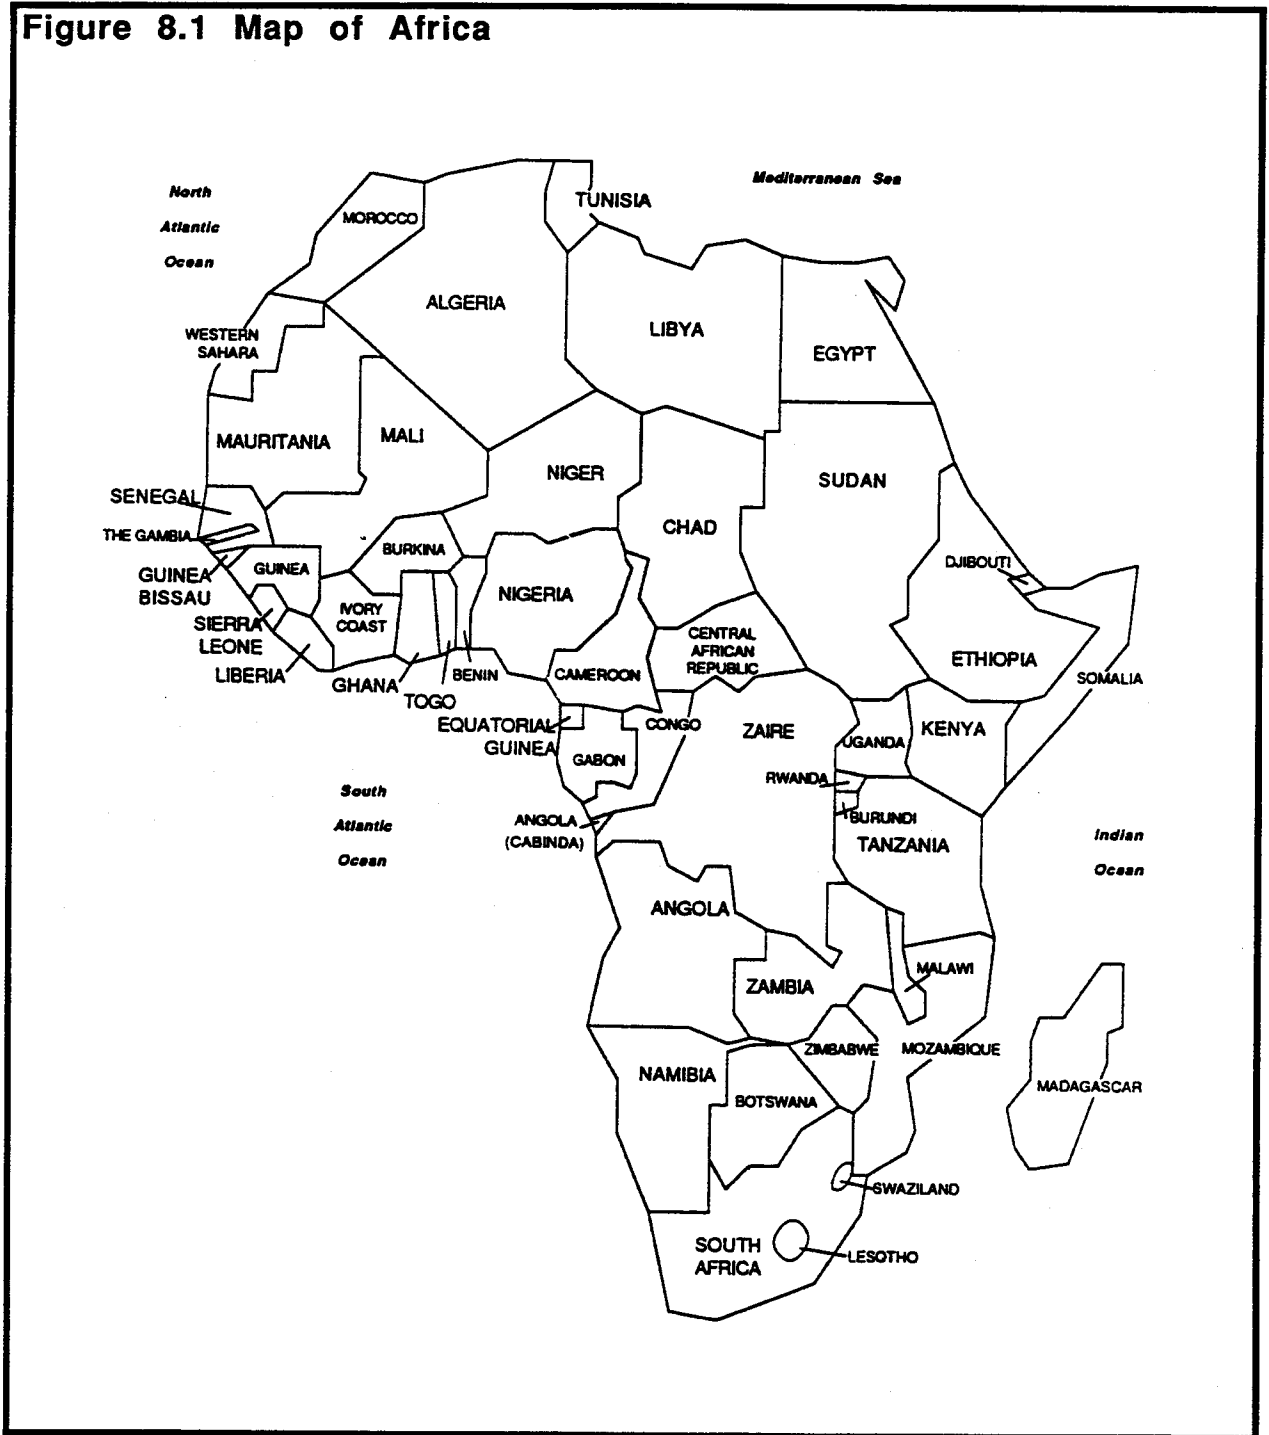 Figure 8.1 Map of Africa
North
Atlantic
Ocean
Mediterranean Sea
TUNISIA
MOROCCO
ALGERIA
LIBYA
EGYPT
WESTERN
SAHARA
MAURITANIA
MALI
NIGER
CHAD
SUDAN
SENEGAL
THE GAMBIA
GUINEA
BISSAU
GUINEA
BURKINA
NIGERIA
DJIBOUTI
SIERRA
LEONE
LIBERIA
IVORY
COAST
GHANA
TOGO
BENIN
CAMEROON
CENTRAL
AFRICAN
REPUBLIC
ETHIOPIA
SOMALIA
EQUATORIAL
GUINEA
GABON
CONGO
ZAIRE
UGANDA
KENYA
RWANDA
BURUNDI
TANZANIA
South
Atlantic
Ocean
ANGOLA
(CABINDA)
Indian
Ocean
ANGOLA
ZAMBIA
MALAWI
ZIMBABWE
MOZAMBIQUE
NAMIBIA
BOTSWANA
MADAGASCAR
SWAZILAND
SOUTH
AFRICA
LESOTHO